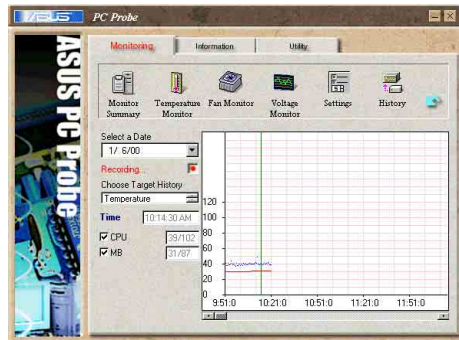 ASUS
PC Probe
ASUS PC Probe
Monitoring
Information
Utility
Monitor Summary
Temperature Monitor
Fan Monitor
Voltage Monitor
Settings
History
Select a Date
1/ 6/00
Recording...
Choose Target History
Temperature
Time
10:14:30 AM
CPU
39/102
MB
31/87
120
100
80
60
40
20
0
9:51:0
10:21:0
10:51:0
11:21:0
11:51:0